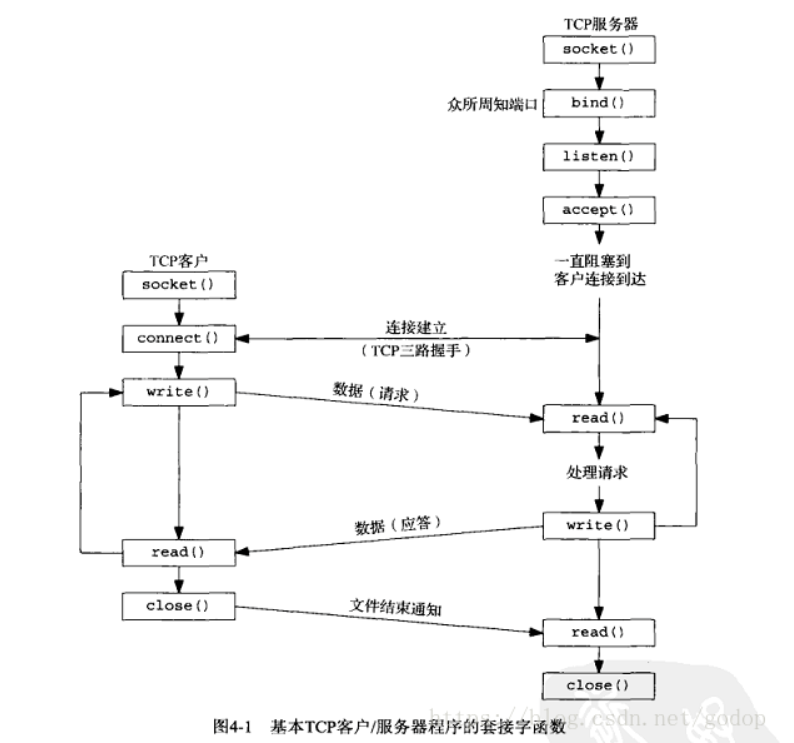 TCP服务器
socket()
众所周知端口
bind()
listen()
accept()
一直阻塞到
客户连接到达
TCP客户
socket()
connect()
连接建立
(TCP三路握手)
write()
数据(请求)
read()
处理请求
数据(应答)
write()
read()
close()
文件结束通知
read()
close()
https://blog.csdn.net/godop
图4-1 基本TCP客户/服务器程序的套接字函数